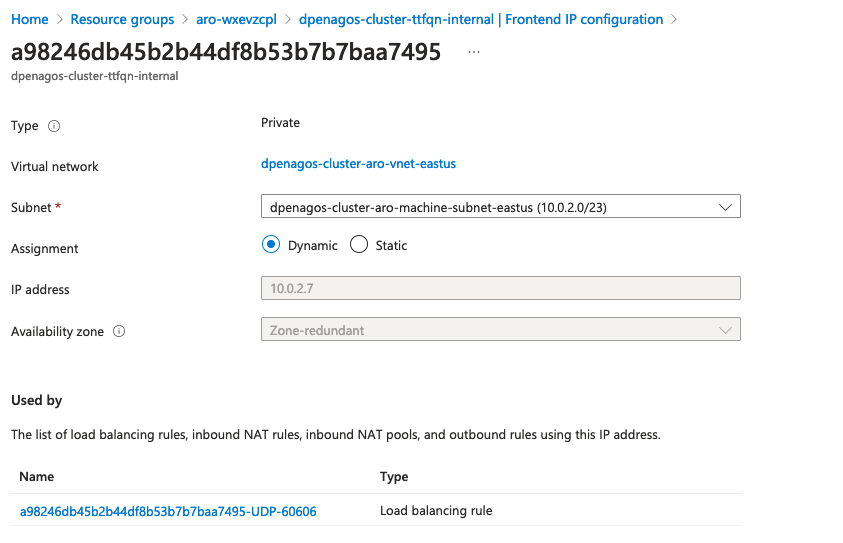 Home > Resource groups > aro-wxevzcpl > dpenagos-cluster-ttfqn-internal | Frontend IP configuration >
a98246db45b2b44df8b53b7b7baa7495 ...
dpenagos-cluster-ttfqn-internal
Type Private
Virtual network dpenagos-cluster-aro-vnet-eastus
Subnet * dpenagos-cluster-aro-machine-subnet-eastus (10.0.2.0/23)
Assignment Dynamic Static
IP address 10.0.2.7
Availability zone Zone-redundant
Used by
The list of load balancing rules, inbound NAT rules, inbound NAT pools, and outbound rules using this IP address.
Name Type
a98246db45b2b44df8b53b7b7baa7495-UDP-60606 Load balancing rule